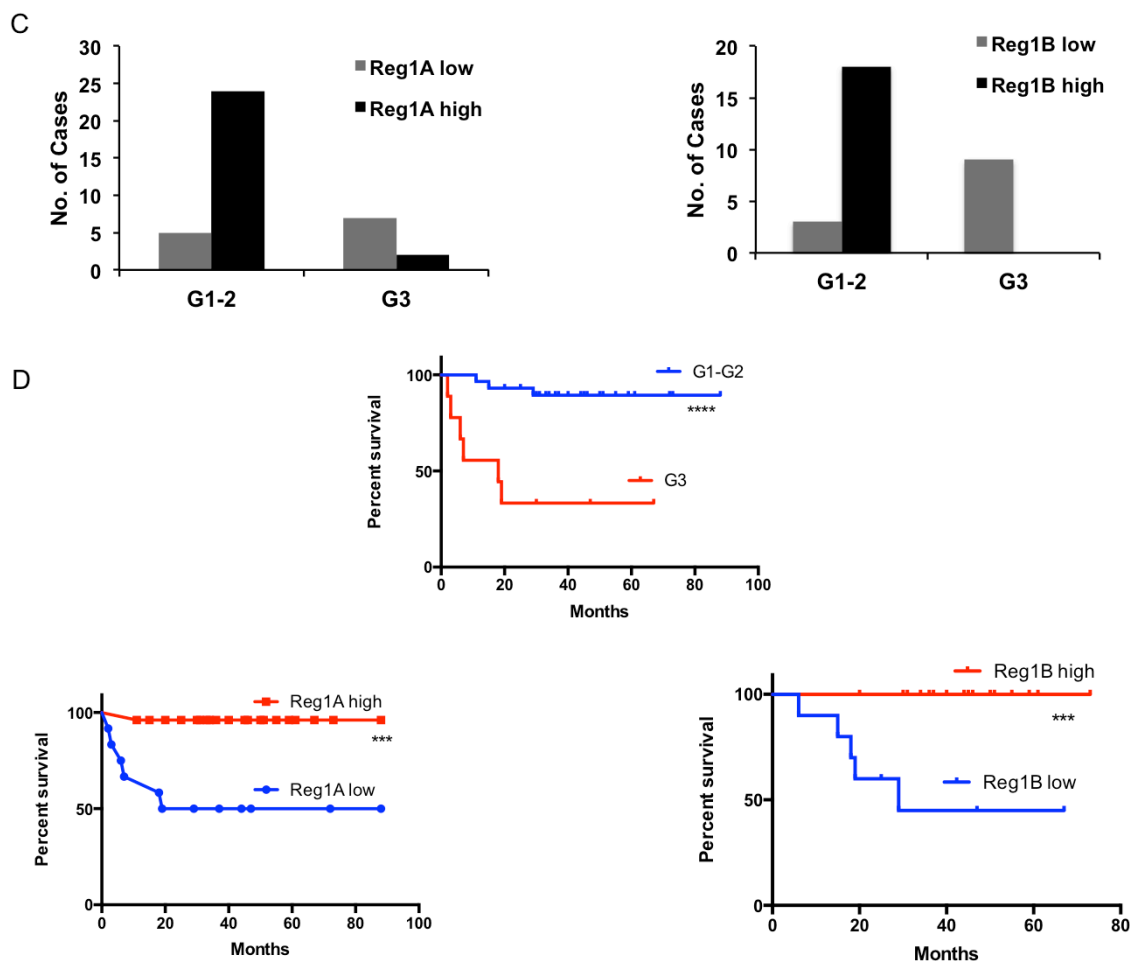 C
30
25
20
15
10
5
0
No. of Cases
Reg1A low
Reg1A high
G1-2
G3
20
15
10
5
0
No. of Cases
Reg1B low
Reg1B high
G1-2
G3
D
100
50
0
Percent survival
G1-G2
****
G3
0 20 40 60 80 100
Months
100
50
0
Percent survival
Reg1A high
***
Reg1A low
0 20 40 60 80 100
Months
100
50
0
Percent survival
Reg1B high
***
Reg1B low
0 20 40 60 80
Months